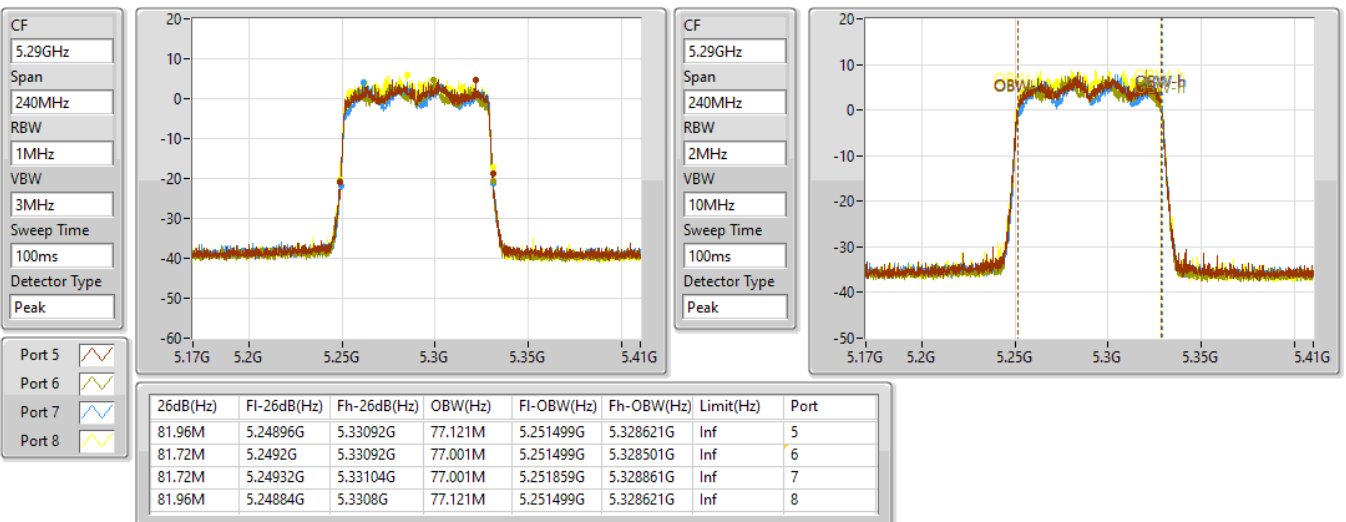 CF
5.29GHz
Span
240MHz
RBW
1MHz
VBW
3MHz
Sweep Time
100ms
Detector Type
Peak
20
10
0
-10
-20
-30
-40
-50
-60
5.17G 5.2G 5.25G 5.3G 5.35G 5.41G
CF
5.29GHz
Span
240MHz
RBW
2MHz
VBW
10MHz
Sweep Time
100ms
Detector Type
Peak
20
10
0
-10
-20
-30
-40
-50
OBW OBW-h
5.17G 5.2G 5.25G 5.3G 5.35G 5.41G
Port 5
Port 6
Port 7
Port 8
26dB(Hz) Fl-26dB(Hz) Fh-26dB(Hz) OBW(Hz) Fl-OBW(Hz) Fh-OBW(Hz) Limit(Hz) Port
81.96M 5.24896G 5.33092G 77.121M 5.251499G 5.328621G Inf 5
81.72M 5.2492G 5.33092G 77.001M 5.251499G 5.328501G Inf 6
81.72M 5.24932G 5.33104G 77.001M 5.251859G 5.328861G Inf 7
81.96M 5.24884G 5.3308G 77.121M 5.251499G 5.328621G Inf 8